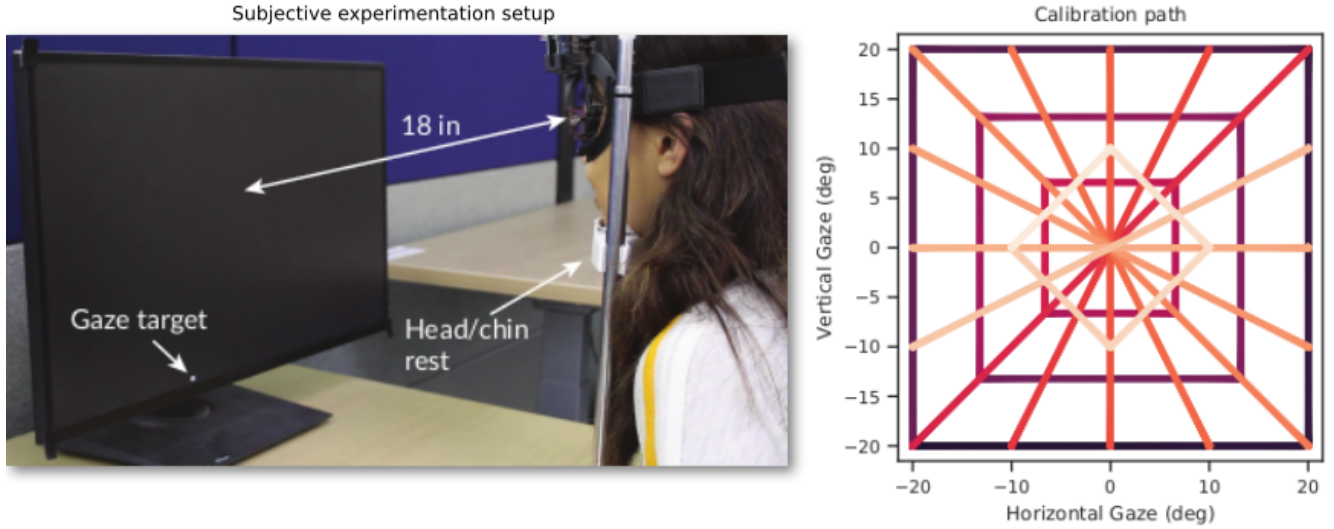 Subjective experimentation setup
18 in
Gaze target
Head/chin
rest
Calibration path
Vertical Gaze (deg)
20
15
10
5
0
−5
−10
−15
−20
−20
−10
0
10
20
Horizontal Gaze (deg)